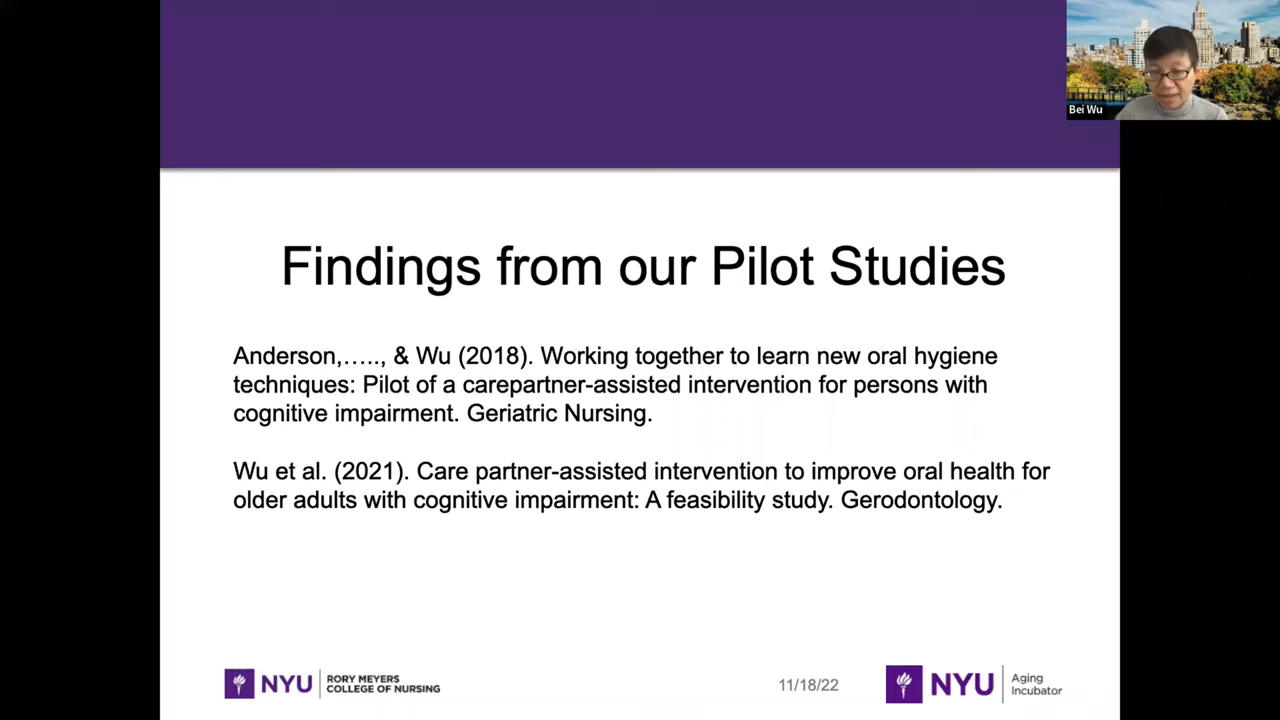 Bei Wu
Findings from our Pilot Studies
Anderson,....., & Wu (2018). Working together to learn new oral hygiene
techniques: Pilot of a carepartner-assisted intervention for persons with
cognitive impairment. Geriatric Nursing.
Wu et al. (2021). Care partner-assisted intervention to improve oral health for
older adults with cognitive impairment: A feasibility study. Gerodontology.
NYU
RORY MEYERS
COLLEGE OF NURSING
11/18/22
NYU
Aging
Incubator